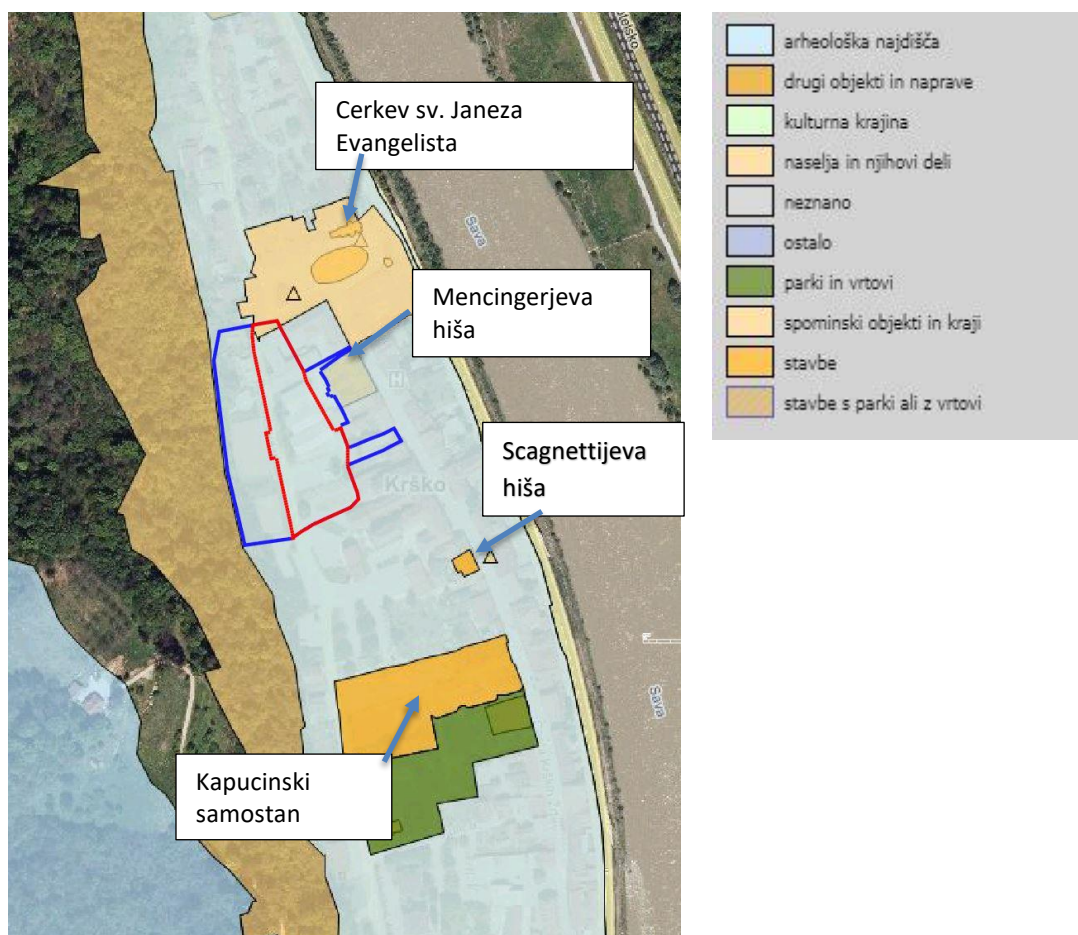 Cerkev sv. Janeza
Evangelista
Sava
Mencingerjeva
hiša
H
Scagnettijeva
hiša
Krško
Sava
Kapucinski
samostan
arheološka najdišča
drugi objekti in naprave
kulturna krajina
naselja in njihovi deli
neznano
ostalo
parki in vrtovi
spominski objekti in kraji
stavbe
stavbe s parki ali z vrtovi